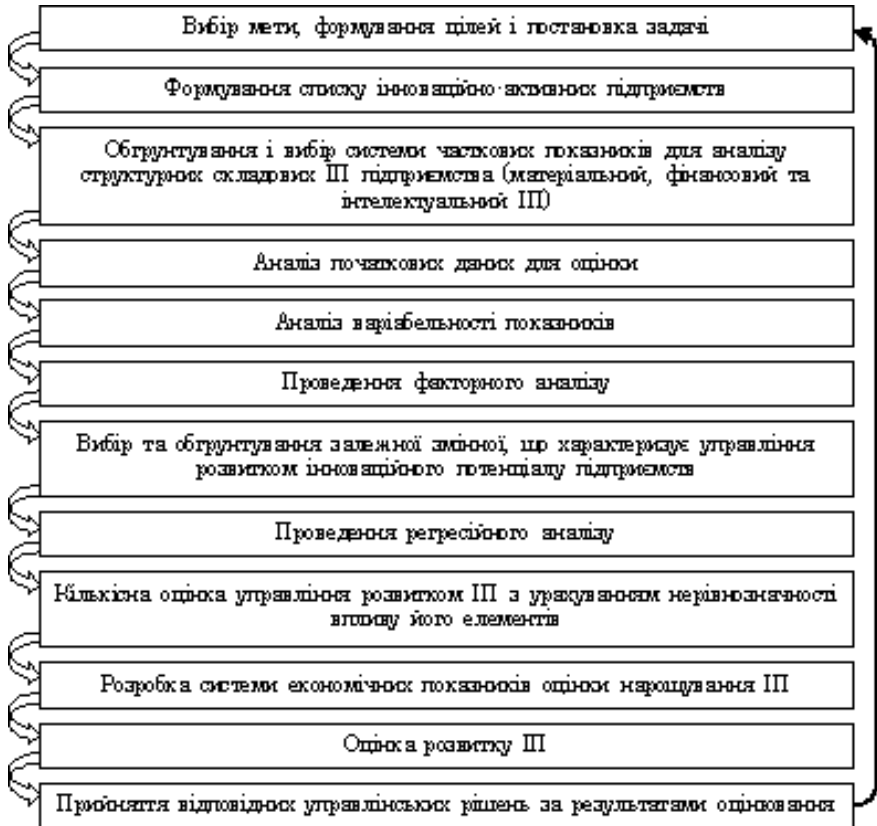 Вибір мети, формування цілей і постановка задачі
Формування списку інноваційно-активних підприємств
Обгрунтування і вибір системи часткових показників для аналізу
структурних складових ІП підприємства (матеріальний, фінансовий та
інтелектуальний ІП)
Аналіз початкових даних для оцінки
Аналіз варіабельності показників
Проведення факторного аналізу
Вибір та обгрунтування залежної змінної, що характеризує управління
розвитком інноваційного потенціалу підприємств
Проведення регресійного аналізу
Кількісна оцінка управління розвитком ІП з урахуванням нерівнозначності
впливу його елементів
Розробка системи економічних показників оцінки нарощування ІП
Оцінка розвитку ІП
Прийняття відповідних управлінських рішень за результатами оцінювання